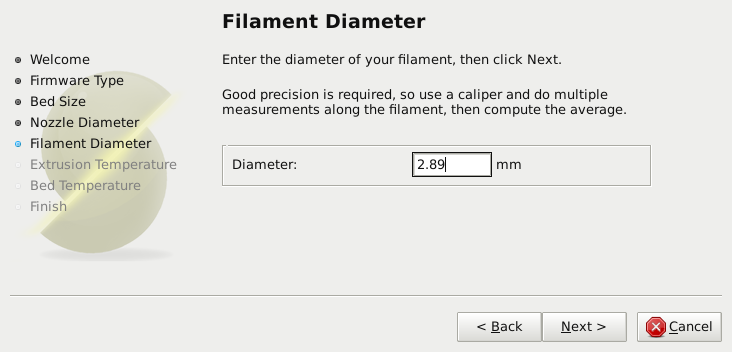 Filament Diameter
Welcome
Firmware Type
Bed Size
Nozzle Diameter
Filament Diameter
Extrusion Temperature
Bed Temperature
Finish
Enter the diameter of your filament, then click Next.
Good precision is required, so use a caliper and do multiple
measurements along the filament, then compute the average.
Diameter: 2.89 mm
< Back Next > Cancel